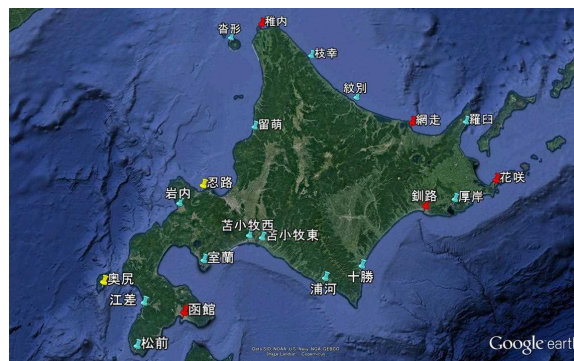 稚内
沓形
枝幸
紋別
網走
羅臼
留萌
花咲
忍路
厚岸
釧路
岩内
苫小牧西
苫小牧東
室蘭
十勝
浦河
奥尻
江差
函館
松前
Google earth